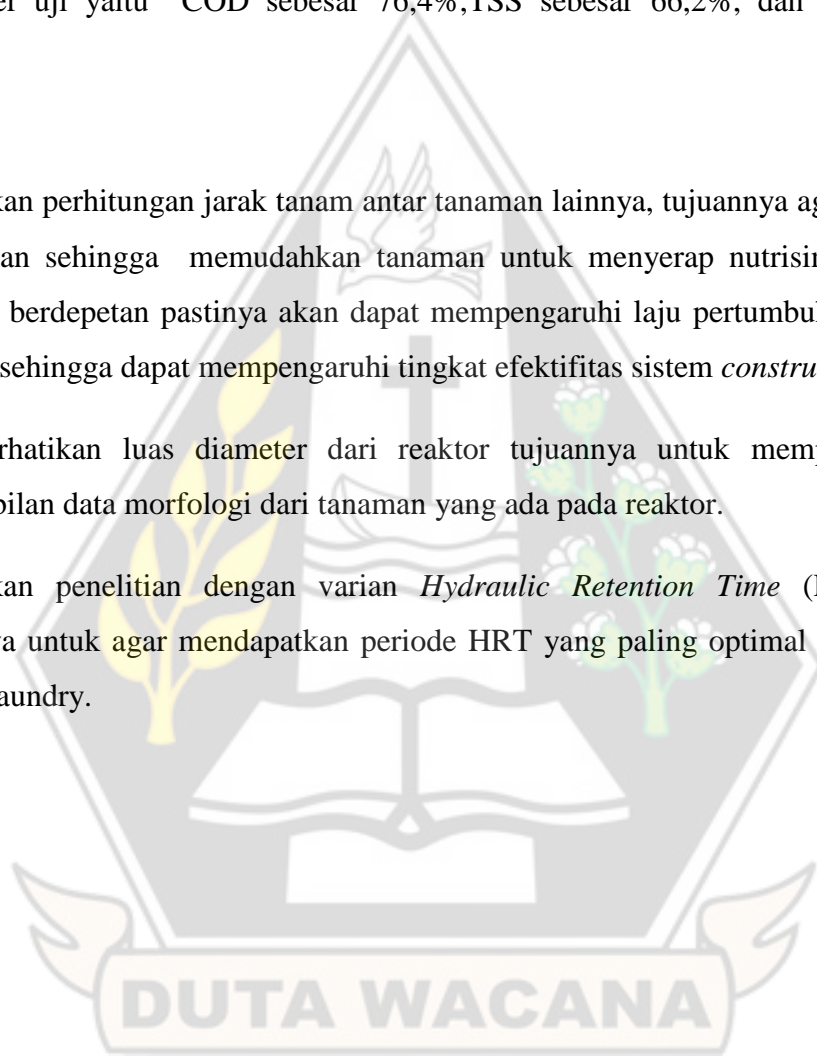 uji yaitu COD sebesar 76,4%,TSS sebesar 66,2%, dan
kan perhitungan jarak tanam antar tanaman lainnya, tujuannya ag
an sehingga memudahkan tanaman untuk menyerap nutrisin
berdepetan pastinya akan dapat mempengaruhi laju pertumbul
sehingga dapat mempengaruhi tingkat efektifitas sistem constru
rhatikan luas diameter dari reaktor tujuannya untuk memp
bilan data morfologi dari tanaman yang ada pada reaktor.
kan penelitian dengan varian Hydraulic Retention Time (
ya untuk agar mendapatkan periode HRT yang paling optimal
aundry.
DUTA WACANA